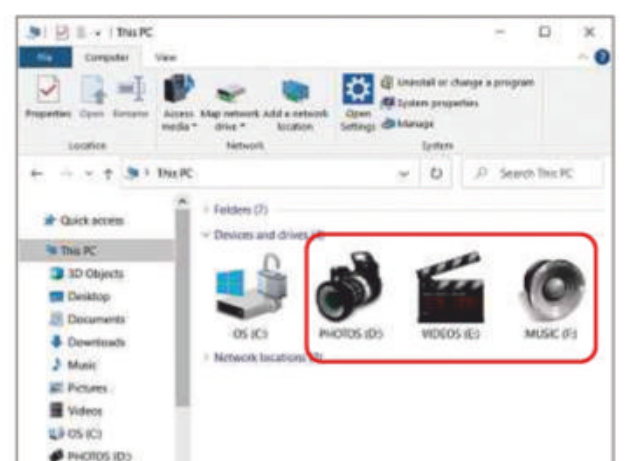 This PC
File Computer View
Properties Open Rename Access media Map network drive Add a network location Open Settings Uninstall or change a program
System properties
Manage
Location Network System
This PC Search This PC
Quick access
This PC
3D Objects
Desktop
Documents
Downloads
Music
Pictures
Videos
OS (C:)
PHOTOS (D:)
Folders (7)
Devices and drives (4)
OS (C:) PHOTOS (D:) VIDEOS (E:) MUSIC (F:)
Network locations